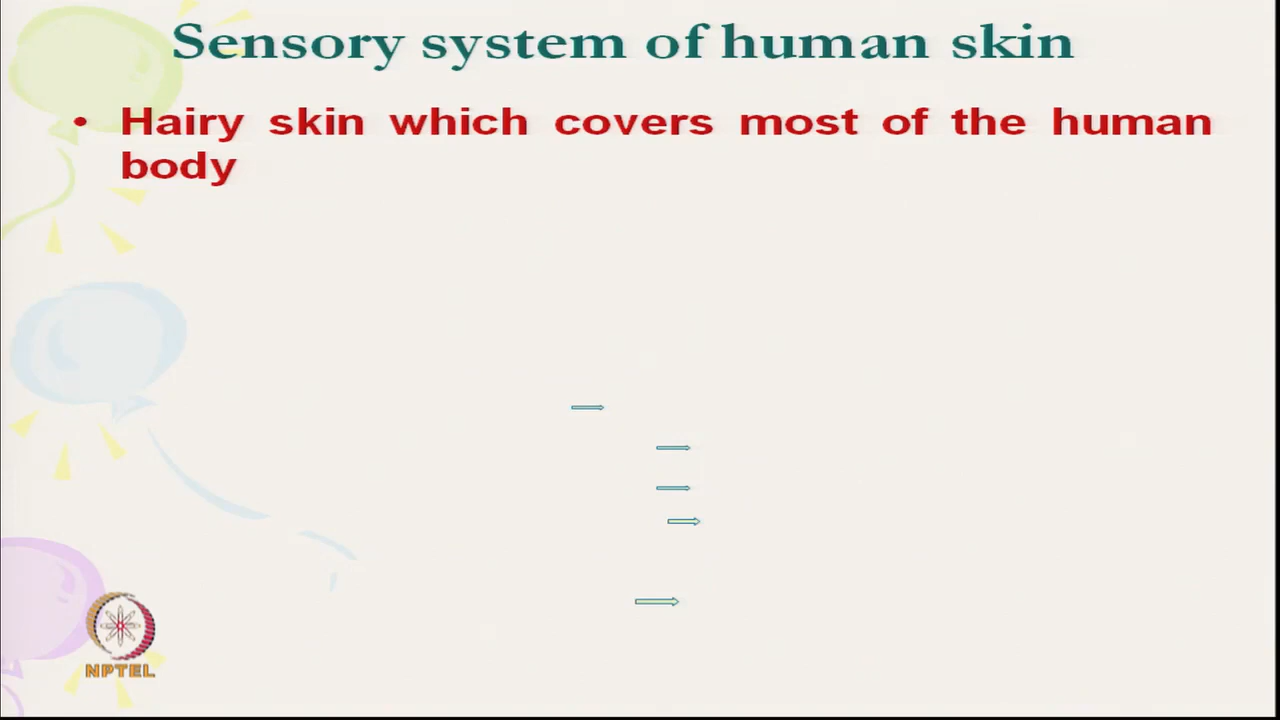 Sensory system of human skin
• Hairy skin which covers most of the human
body
NPTEL